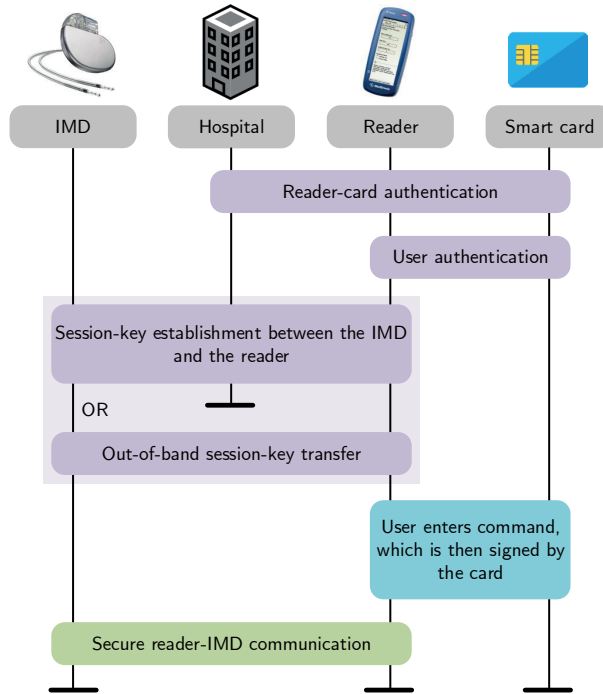 IMD
Hospital
Reader
Smart card
Reader-card authentication
User authentication
Session-key establishment between the IMD
and the reader
OR
Out-of-band session-key transfer
User enters command,
which is then signed by
the card
Secure reader-IMD communication